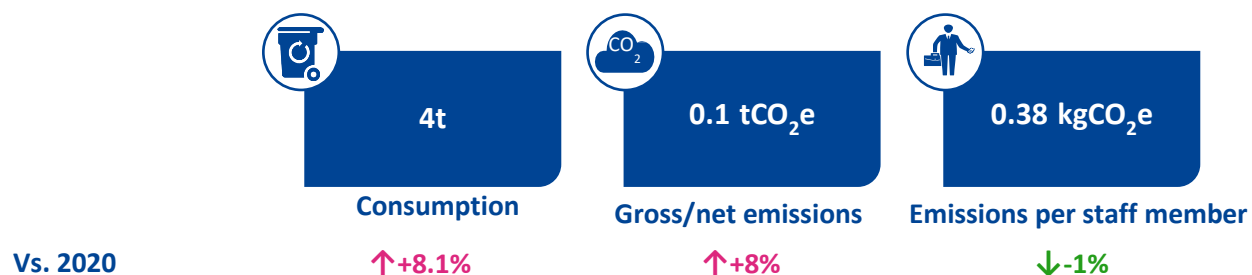 CO2
4t
0.1 tCO2e
0.38 kgCO2e
Consumption
Gross/net emissions
Emissions per staff member
Vs. 2020
↑+8.1%
↑+8%
↓-1%